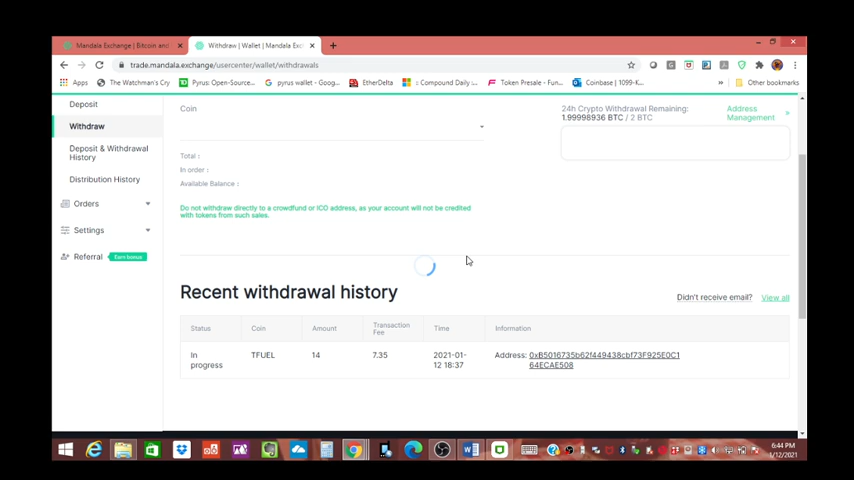 Mandala Exchange | Bitcoin and
Withdraw | Wallet | Mandala Exc
trade.mandala.exchange/usercenter/wallet/withdrawals
Apps
The Watchman's Cry
Pyrus: Open-Source...
pyrus wallet - Goog...
EtherDelta
::Compound Daily :...
Token Presale - Fun...
Coinbase | 1099-K...
»
Other bookmarks
Deposit
Withdraw
Deposit & Withdrawal
History
Distribution History
Orders
Settings
Referral
Earn bonus
Coin
Total :
In order :
Available Balance :
Do not withdraw directly to a crowdfund or ICO address, as your account will not be credited
with tokens from such sales.
24h Crypto Withdrawal Remaining:
1.99998936 BTC / 2 BTC
Address
Management
»
Recent withdrawal history
Didn't receive email?
View all
Status
Coin
Amount
Transaction
Fee
Time
Information
In
progress
TFUEL
14
7.35
2021-01-
12 18:37
Address: 0xB5016735b62f449438cbf73F925E0C1
64ECAE508
6:44 PM
1/12/2021